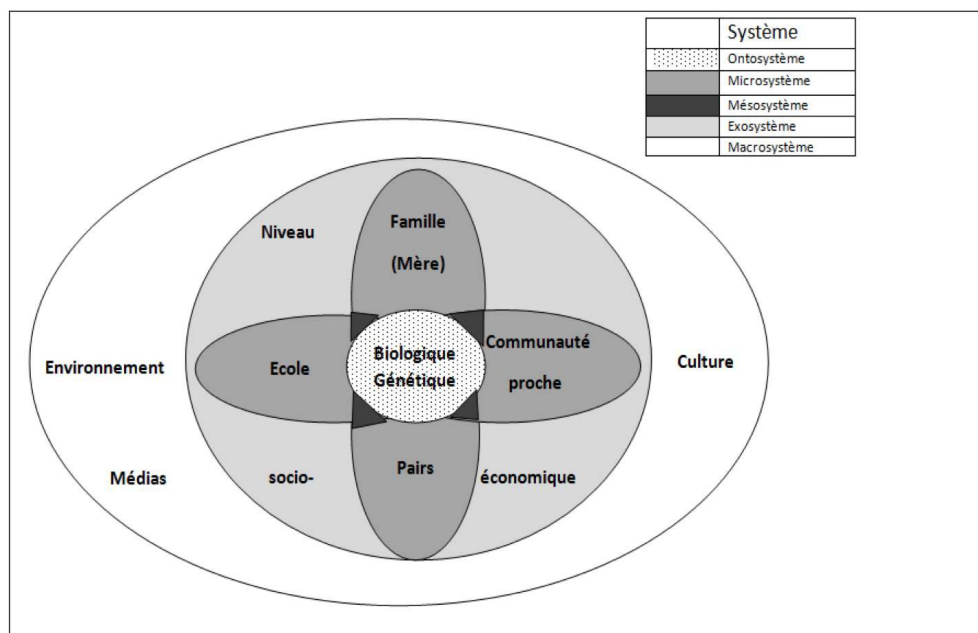 Système
Ontosystème
Microsystème
Mésosystème
Exosystème
Macrosystème
Niveau
Famille
(Mère)
Environnement
Ecole
Biologique
Génétique
Communauté
proche
Culture
Médias
socio-
Pairs
économique